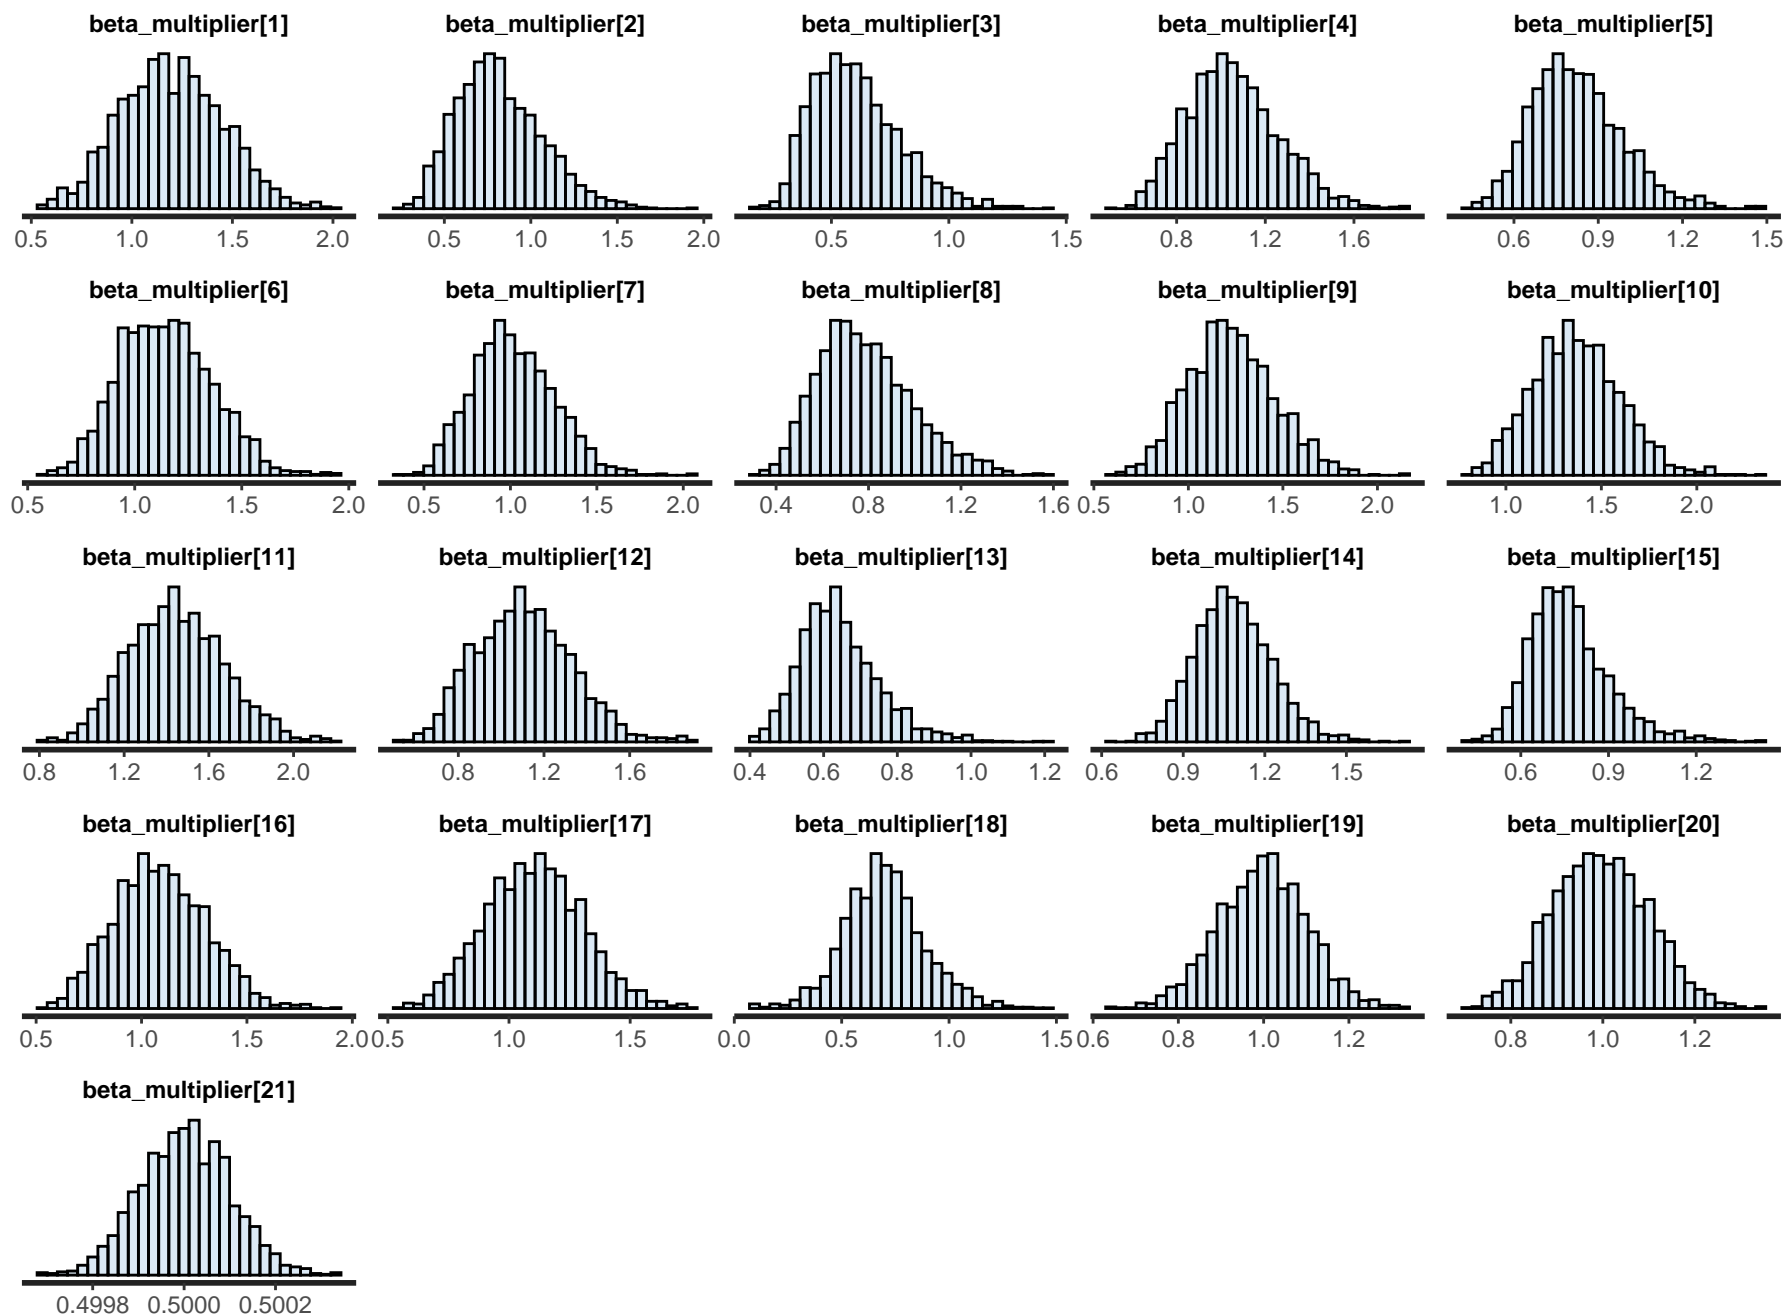 beta_multiplier[1] beta_multiplier[2] beta_multiplier[3] beta_multiplier[4] beta_multiplier[5]
0.5 1.0 1.5 2.0 0.5 1.0 1.5 2.0 0.5 1.0 1.5 0.8 1.2 1.6 0.6 0.9 1.2 1.5
beta_multiplier[6] beta_multiplier[7] beta_multiplier[8] beta_multiplier[9] beta_multiplier[10]
0.5 1.0 1.5 2.0 0.5 1.0 1.5 2.0 0.4 0.8 1.2 1.6 0.5 1.0 1.5 2.0 1.0 1.5 2.0
beta_multiplier[11] beta_multiplier[12] beta_multiplier[13] beta_multiplier[14] beta_multiplier[15]
0.8 1.2 1.6 2.0 0.8 1.2 1.6 0.4 0.6 0.8 1.0 1.2 0.6 0.9 1.2 1.5 0.6 0.9 1.2
beta_multiplier[16] beta_multiplier[17] beta_multiplier[18] beta_multiplier[19] beta_multiplier[20]
0.5 1.0 1.5 2.0 0.5 1.0 1.5 0.0 0.5 1.0 1.5 0.6 0.8 1.0 1.2 0.8 1.0 1.2
beta_multiplier[21]
0.4998 0.5000 0.5002